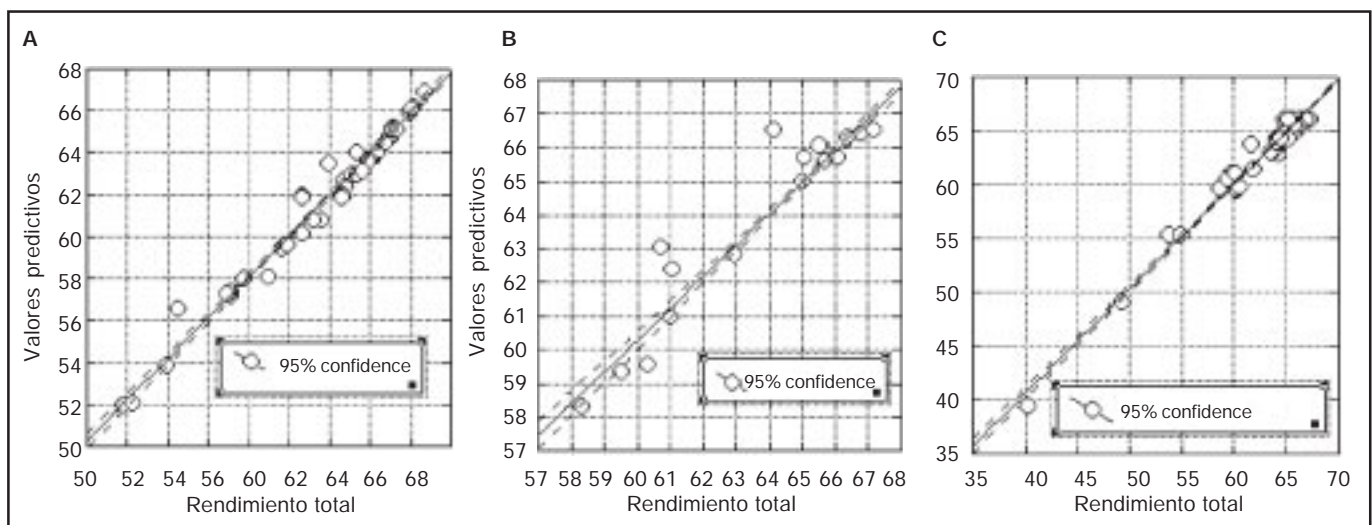 A
Valores predictivos
68
66
64
62
60
58
56
54
52
50
95% confidence
50 52 54 56 58 60 62 64 66 68
Rendimiento total
B
Valores predictivos
68
67
66
65
64
63
62
61
60
59
58
57
95% confidence
57 58 59 60 61 62 63 64 65 66 67 68
Rendimiento total
C
70
65
60
55
50
45
40
35
95% confidence
35 40 45 50 55 60 65 70
Rendimiento total